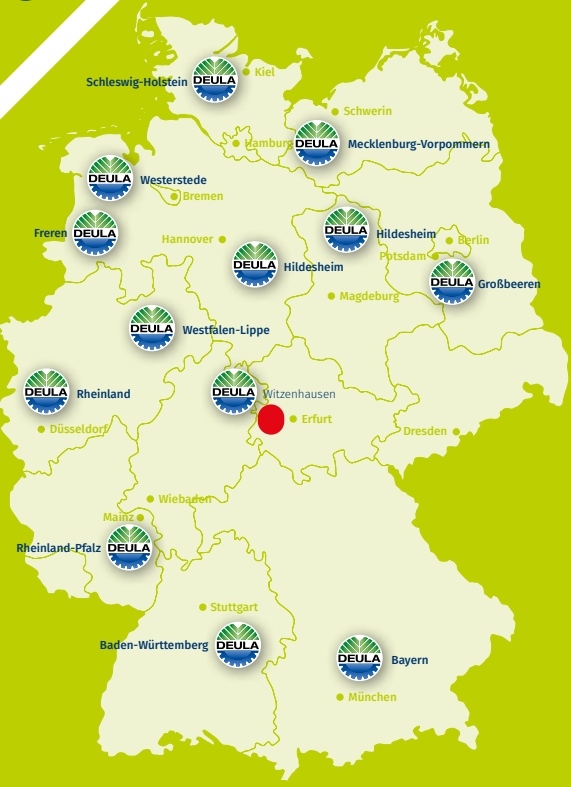 Kiel
Schleswig-Holstein
DEULA
Schwerin
Hamburg
DEULA
Mecklenburg-Vorpommern
DEULA
Westerstede
Bremen
Freren
DEULA
Hannover
DEULA
Hildesheim
Berlin
Potsdam
DEULA
Hildesheim
DEULA
Großbeeren
Magdeburg
DEULA
Westfalen-Lippe
DEULA
Rheinland
DEULA
Witzenhausen
Erfurt
Düsseldorf
Dresden
Wiebaden
Mainz
Rheinland-Pfalz
DEULA
Stuttgart
Baden-Württemberg
DEULA
DEULA
Bayern
München